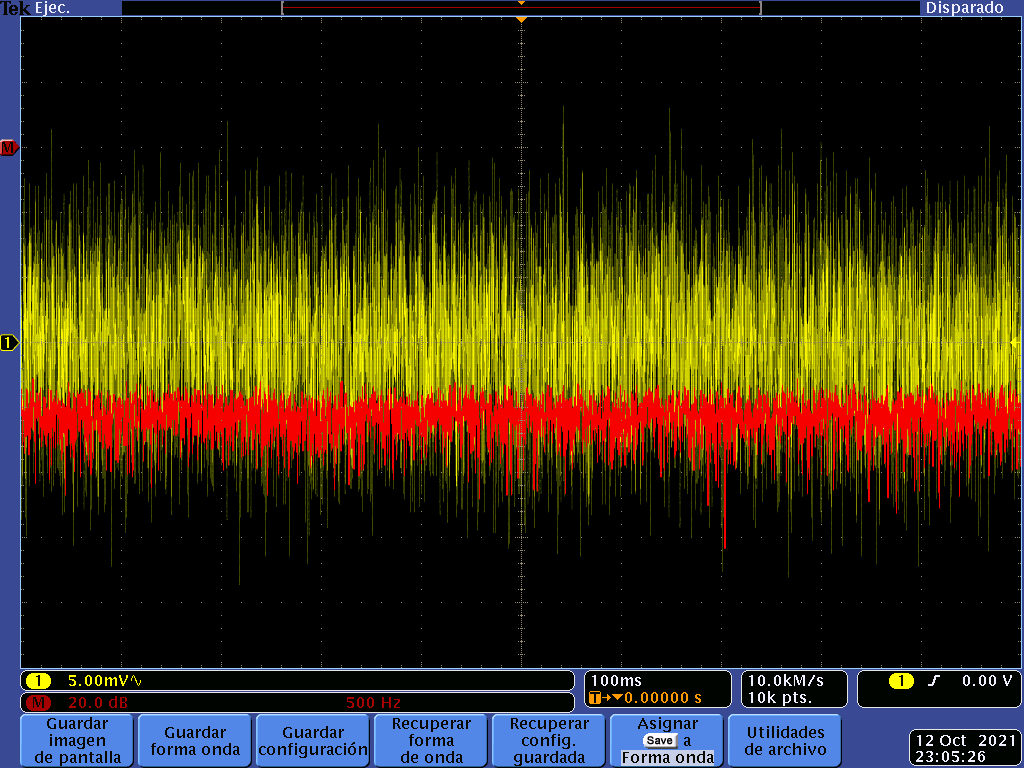 Tek Ejec.
Disparado
M
1
1 5.00mV∿
M 20.0 dB 500 Hz
100ms
T→▼0.00000 s
10.0kM/s
10k pts.
1 0.00 V
Guardar
imagen
de pantalla
Guardar
forma onda
Guardar
configuración
Recuperar
forma
de onda
Recuperar
config.
guardada
Asignar
Save a
Forma onda
Utilidades
de archivo
12 Oct 2021
23:05:26